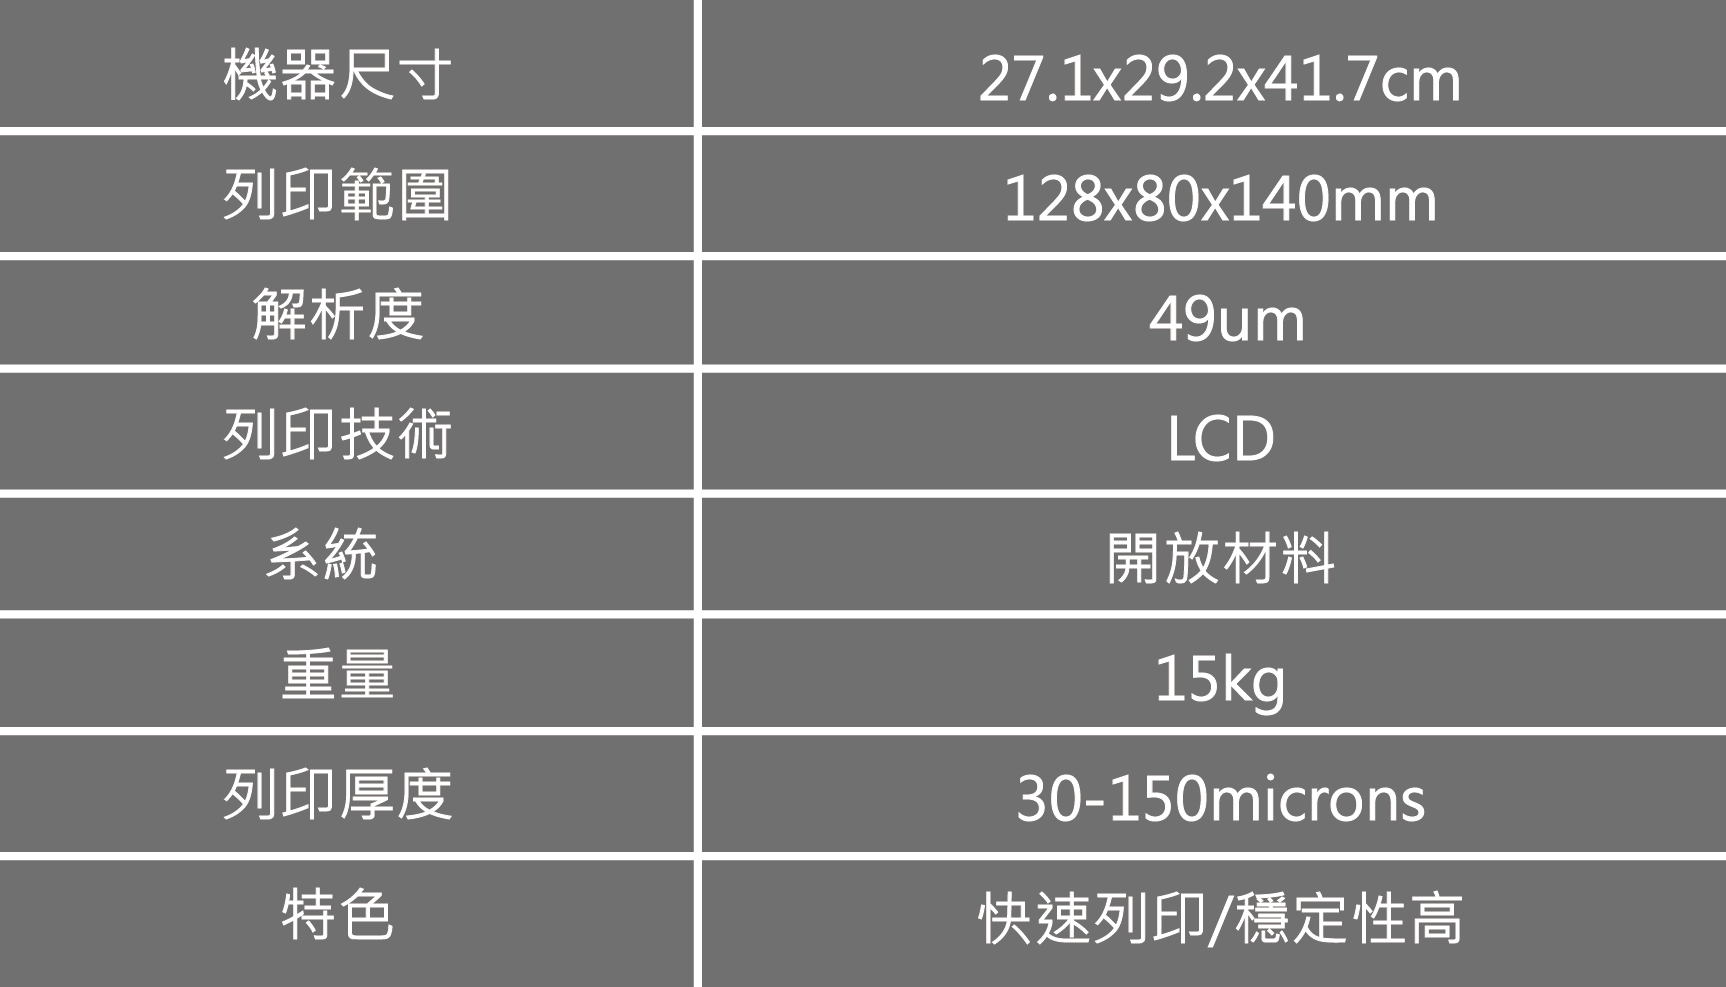 機器尺寸 27.1x29.2x41.7cm
列印範圍 128x80x140mm
解析度 49um
列印技術 LCD
系統 開放材料
重量 15kg
列印厚度 30-150microns
特色 快速列印/穩定性高